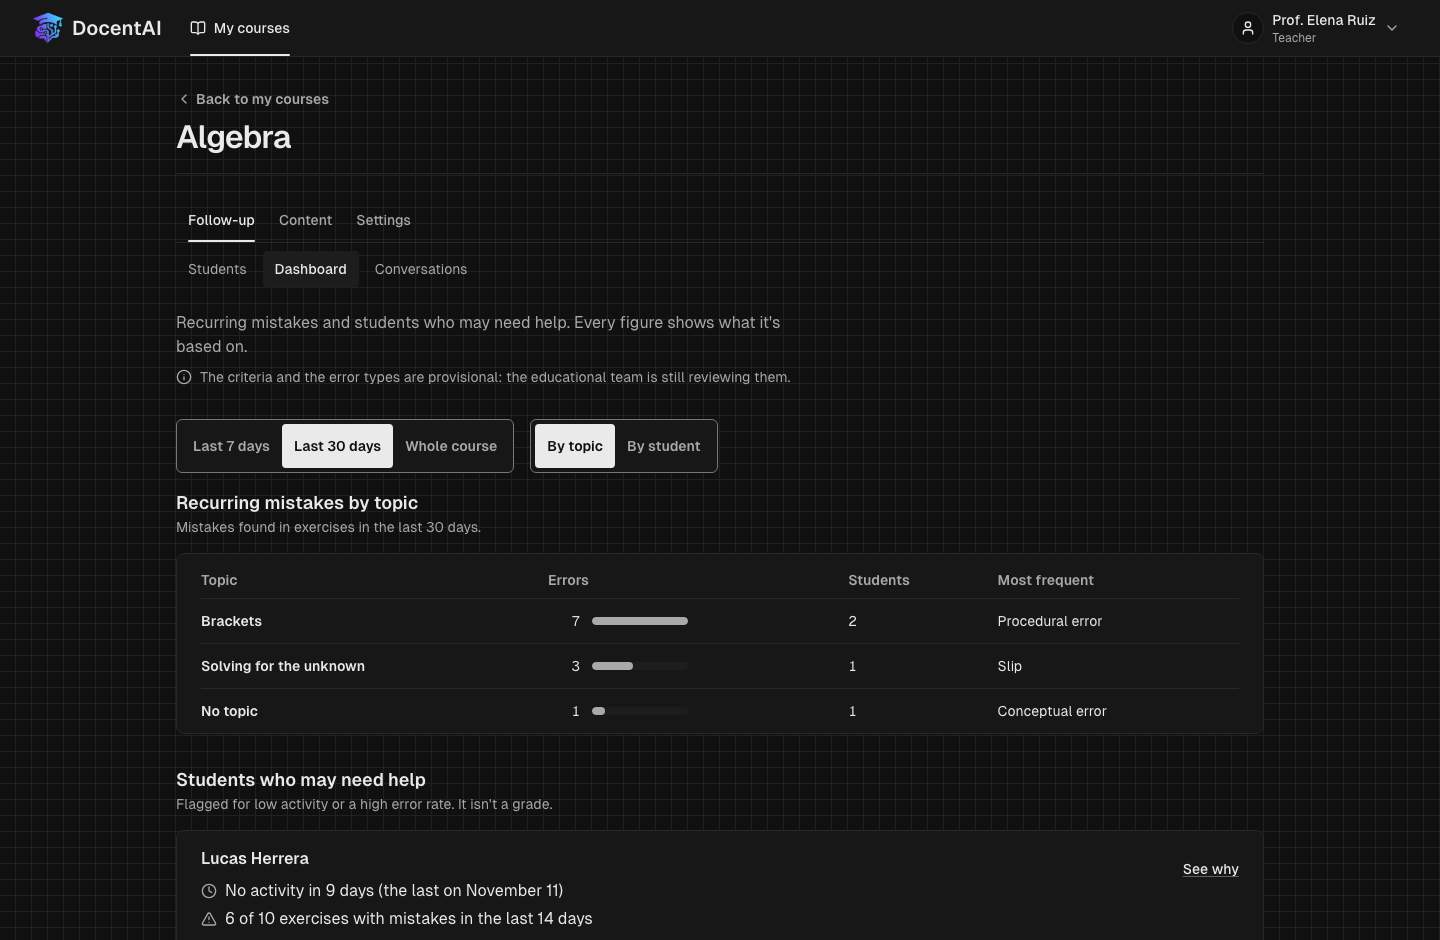 DocentAI
My courses
Prof. Elena Ruiz
Teacher
Back to my courses
Algebra
Follow-up Content Settings
Students Dashboard Conversations
Recurring mistakes and students who may need help. Every figure shows what it's
based on.
The criteria and the error types are provisional: the educational team is still reviewing them.
Last 7 days Last 30 days Whole course By topic By student
Recurring mistakes by topic
Mistakes found in exercises in the last 30 days.
Topic Errors Students Most frequent
Brackets 7 2 Procedural error
Solving for the unknown 3 1 Slip
No topic 1 1 Conceptual error
Students who may need help
Flagged for low activity or a high error rate. It isn't a grade.
Lucas Herrera
See why
No activity in 9 days (the last on November 11)
6 of 10 exercises with mistakes in the last 14 days